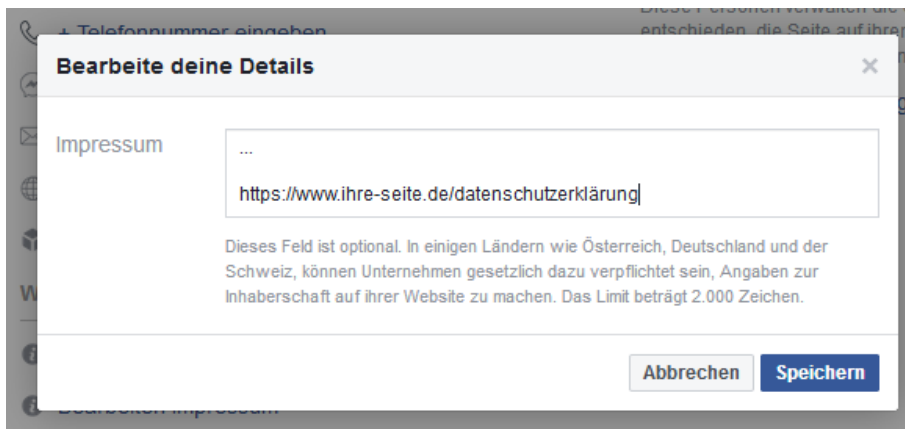 + Telefonnummer eingeben
entschieden, die Seite auf ihrer
Bearbeite deine Details
×
Impressum
...
https://www.ihre-seite.de/datenschutzerklärung
Dieses Feld ist optional. In einigen Ländern wie Österreich, Deutschland und der
Schweiz, können Unternehmen gesetzlich dazu verpflichtet sein, Angaben zur
Inhaberschaft auf ihrer Website zu machen. Das Limit beträgt 2.000 Zeichen.
Abbrechen
Speichern
Bearbeiten Impressum